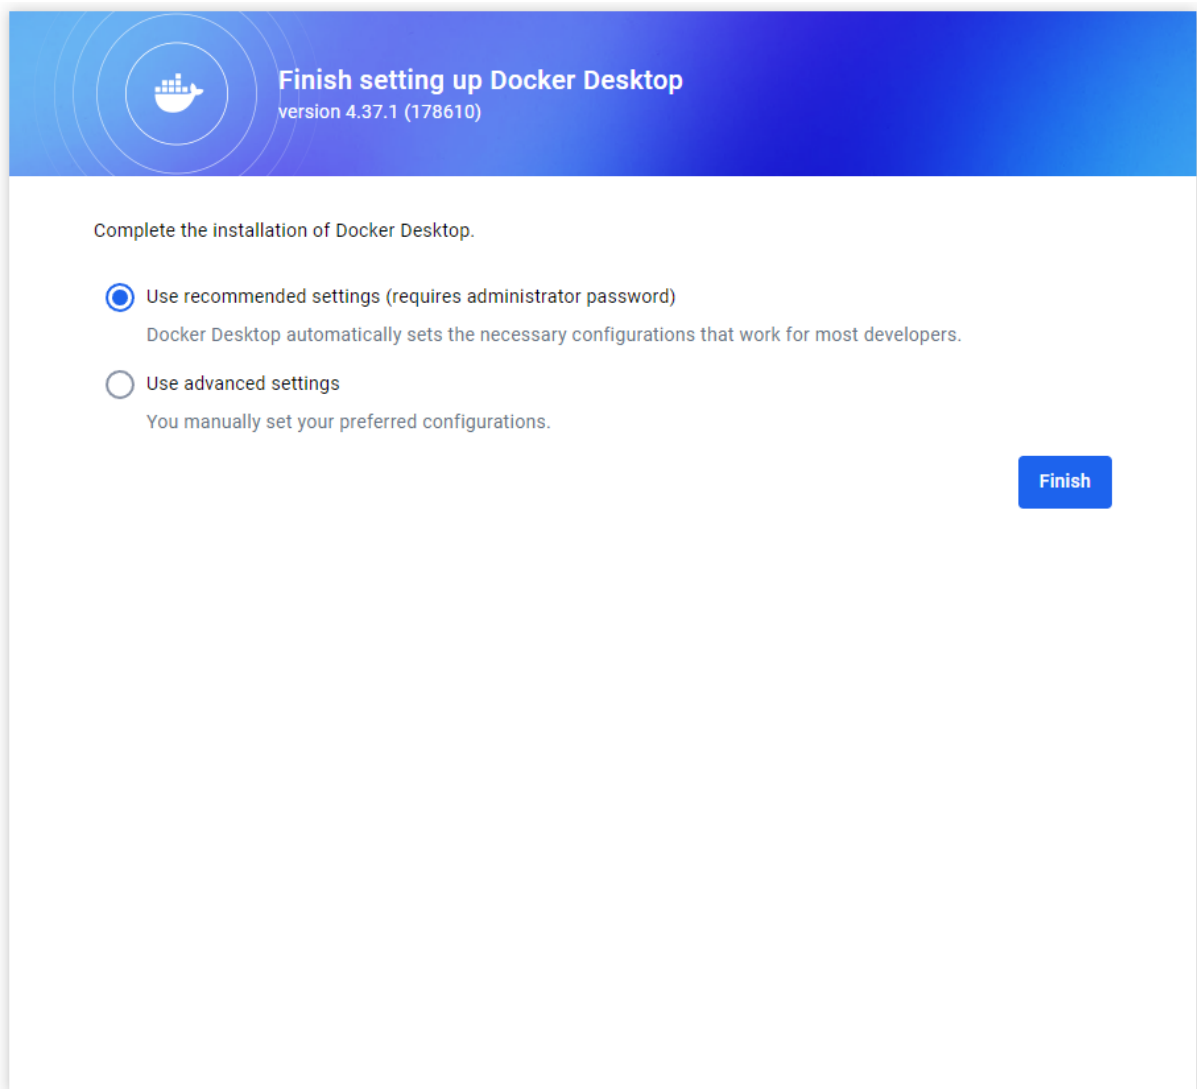 Finish setting up Docker Desktop
version 4.37.1 (178610)
Complete the installation of Docker Desktop.
Use recommended settings (requires administrator password)
Docker Desktop automatically sets the necessary configurations that work for most developers.
Use advanced settings
You manually set your preferred configurations.
Finish